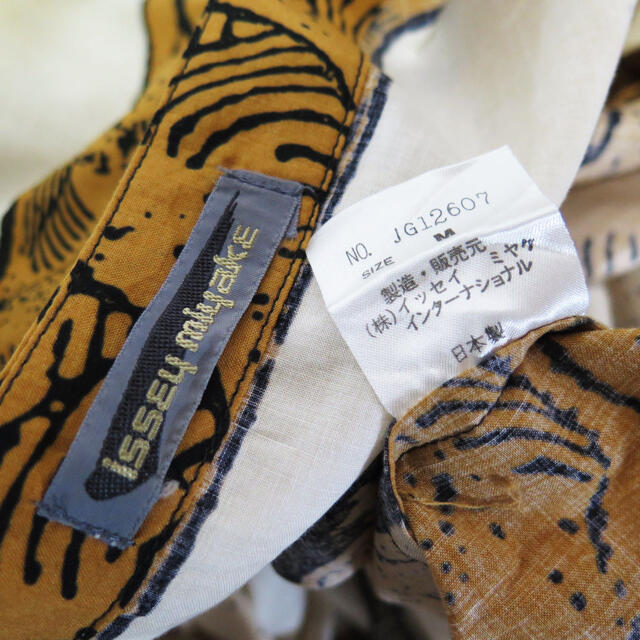 ISSEY MIYAKE
NO. JG12607
SIZE M
製造・販売元
(株)イッセイ ミヤケ
インターナショナル
日本製